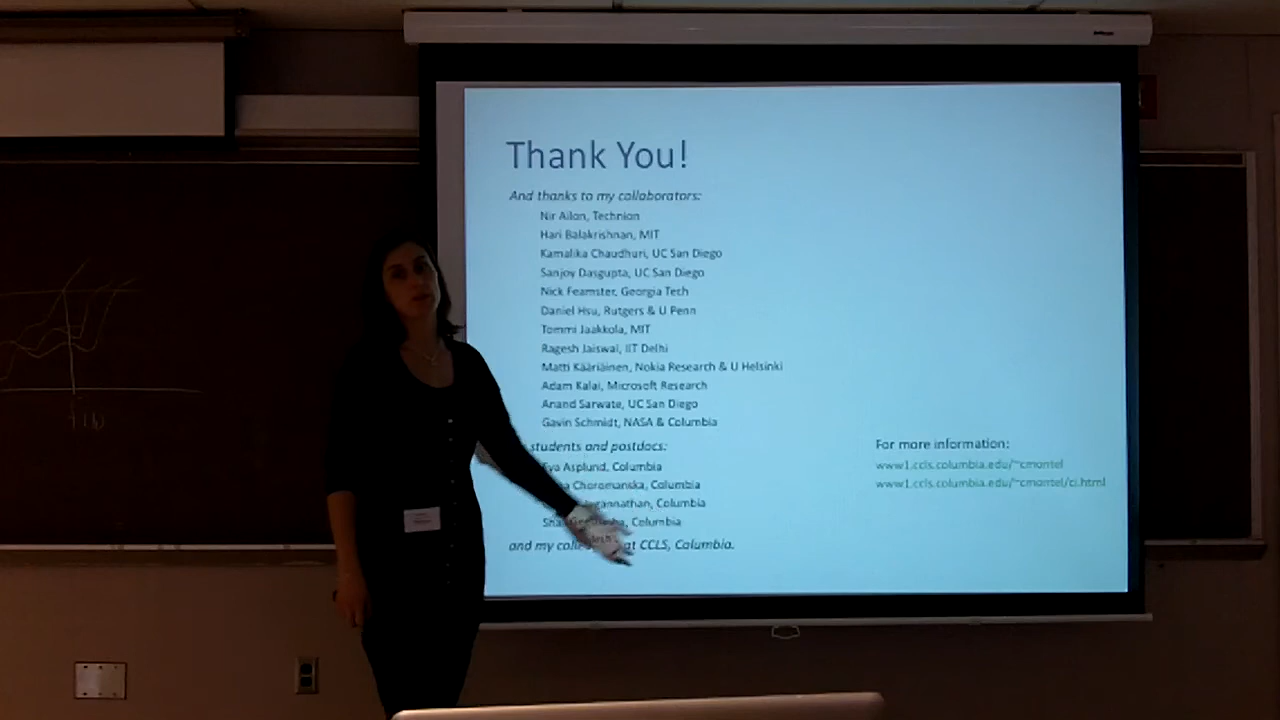 Thank You!
And thanks to my collaborators:
Nir Ailon, Technion
Hari Balakrishnan, MIT
Kamalika Chaudhuri, UC San Diego
Sanjoy Dasgupta, UC San Diego
Nick Feamster, Georgia Tech
Daniel Hsu, Rutgers & U Penn
Tommi Jaakkola, MIT
Ragesh Jaiswal, IIT Delhi
Matti Kääriäinen, Nokia Research & U Helsinki
Adam Kalai, Microsoft Research
Anand Sarwate, UC San Diego
Gavin Schmidt, NASA & Columbia
students and postdocs:
Eva Asplund, Columbia
Choromanska, Columbia
Columbia
Columbia
and my at CCLS, Columbia.
For more information:
www1.ccls.columbia.edu/~cmontel
www1.ccls.columbia.edu/~cmontel/ci.html